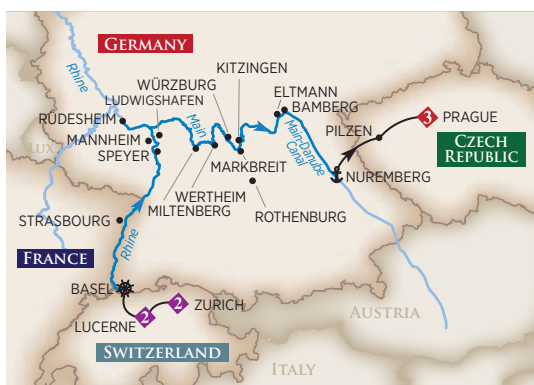 GERMANY
Rhine
KITZINGEN
WÜRZBURG
ELTMANN
LUDWIGSHAFEN
BAMBERG
RÜDESHEIM
Main
PRAGUE
3
PILZEN
MANNHEIM
Main-Danube
Canal
CZECH
REPUBLIC
LUX
SPEYER
MARKBREIT
NUREMBERG
WERTHEIM
MILTENBERG
ROTHENBURG
STRASBOURG
Rhine
FRANCE
BASEL
ZURICH
2
2
LUCERNE
AUSTRIA
SWITZERLAND
ITALY